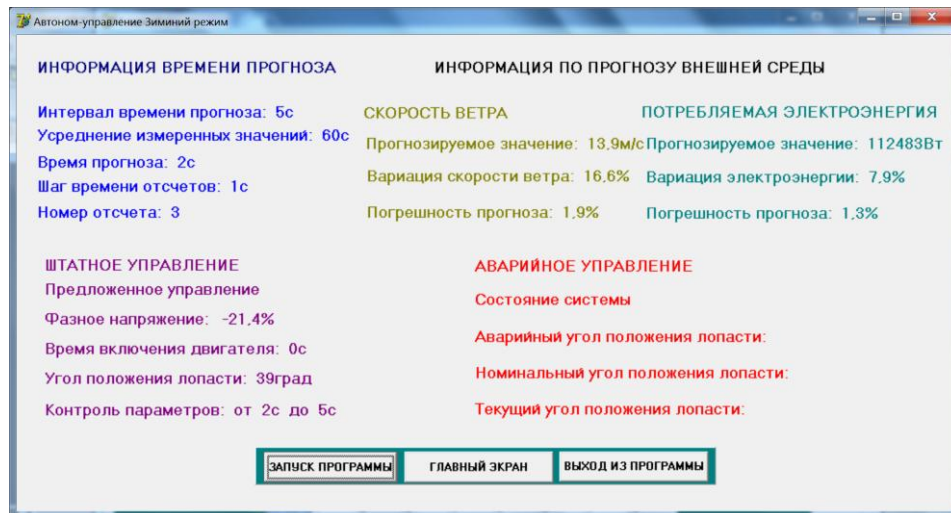 Автоном-управление Зиминий режим
ИНФОРМАЦИЯ ВРЕМЕНИ ПРОГНОЗА
ИНФОРМАЦИЯ ПО ПРОГНОЗУ ВНЕШНЕЙ СРЕДЫ
Интервал времени прогноза: 5с
Усреднение измеренных значений: 60с
Время прогноза: 2с
Шаг времени отсчетов: 1с
Номер отсчета: 3
СКОРОСТЬ ВЕТРА
Прогнозируемое значение: 13,9м/с
Вариация скорости ветра: 16,6%
Погрешность прогноза: 1,9%
ПОТРЕБЛЯЕМАЯ ЭЛЕКТРОЭНЕРГИЯ
Прогнозируемое значение: 112483Вт
Вариация электроэнергии: 7,9%
Погрешность прогноза: 1,3%
ШТАТНОЕ УПРАВЛЕНИЕ
Предложенное управление
Фазное напряжение: -21,4%
Время включения двигателя: 0с
Угол положения лопасти: 39град
Контроль параметров: от 2с до 5с
АВАРИЙНОЕ УПРАВЛЕНИЕ
Состояние системы
Аварийный угол положения лопасти:
Номинальный угол положения лопасти:
Текущий угол положения лопасти:
ЗАПУСК ПРОГРАММЫ
ГЛАВНЫЙ ЭКРАН
ВЫХОД ИЗ ПРОГРАММЫ